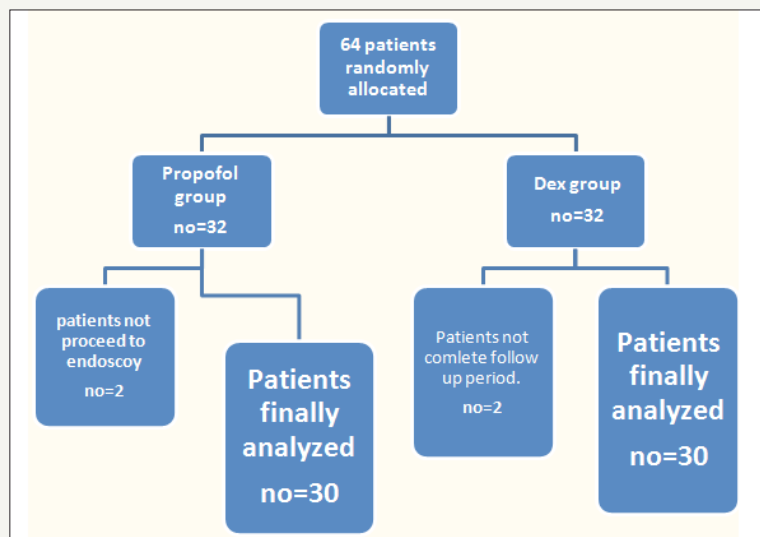 64 patients
randomly
allocated
Propofol
group
no=32
Dex group
no=32
patients not
proceed to
endoscoy
no=2
Patients
finally
analyzed
no=30
Patients not
comlete follow
up period.
no=2
Patients
finally
analyzed
no=30